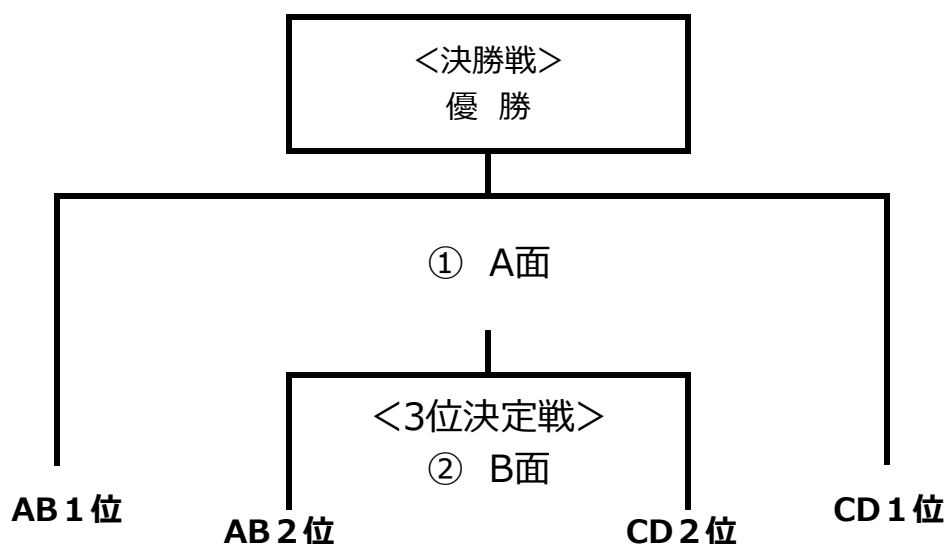 ＜決勝戦＞
優 勝
① A面
＜3位決定戦＞
② B面
AB１位
AB２位
CD２位
CD１位